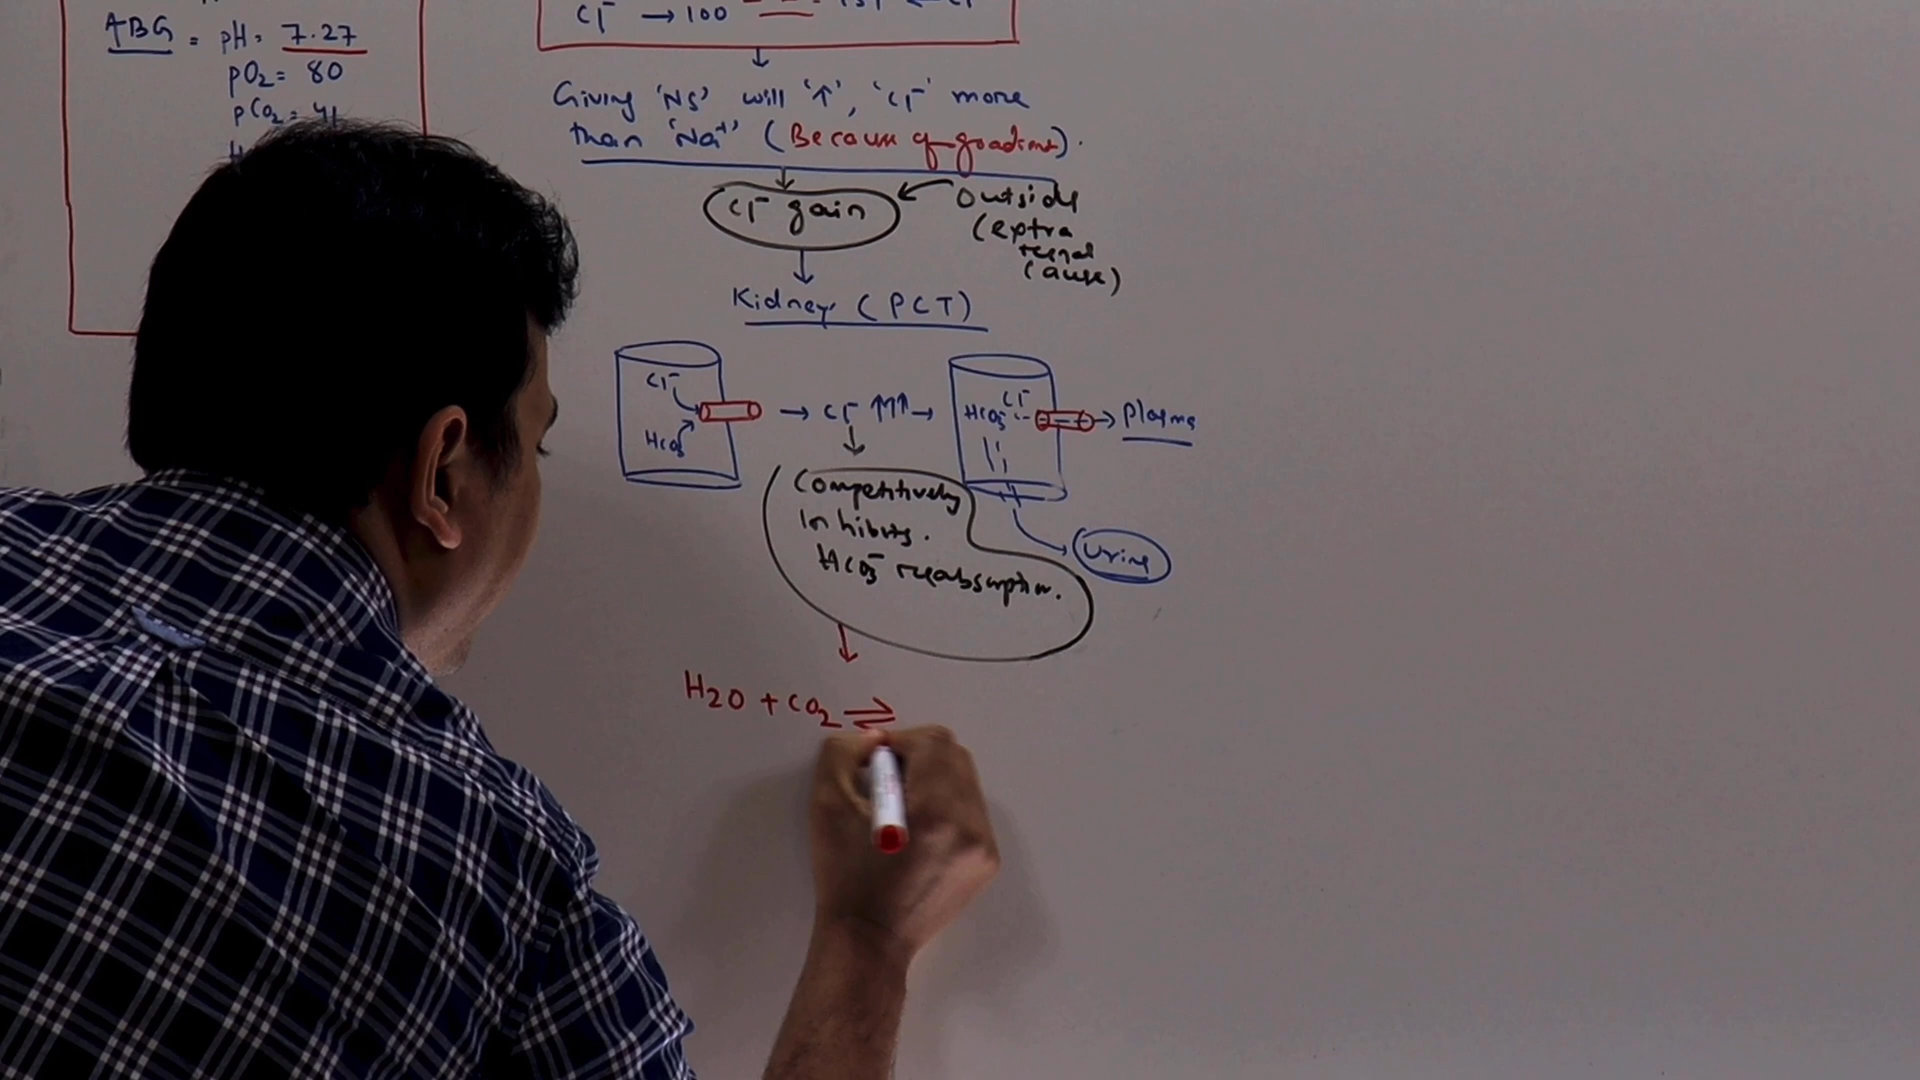 ABG = pH = 7.27
pO2 = 80
pCO2 = 41
H
Cl- → 100
Giving 'NS' will '↑', 'Cl-' more
than 'Na+' (Because of gradient).
Cl- gain
Outside
(extra
renal
cause)
Kidney (PCT)
Cl-
HCO3-
→ Cl- ↑↑↑ →
Cl-
HCO3-
→ Plasma
Competitively
Inhibits.
HCO3- reabsorption.
Urine
H2O + CO2 ⇌